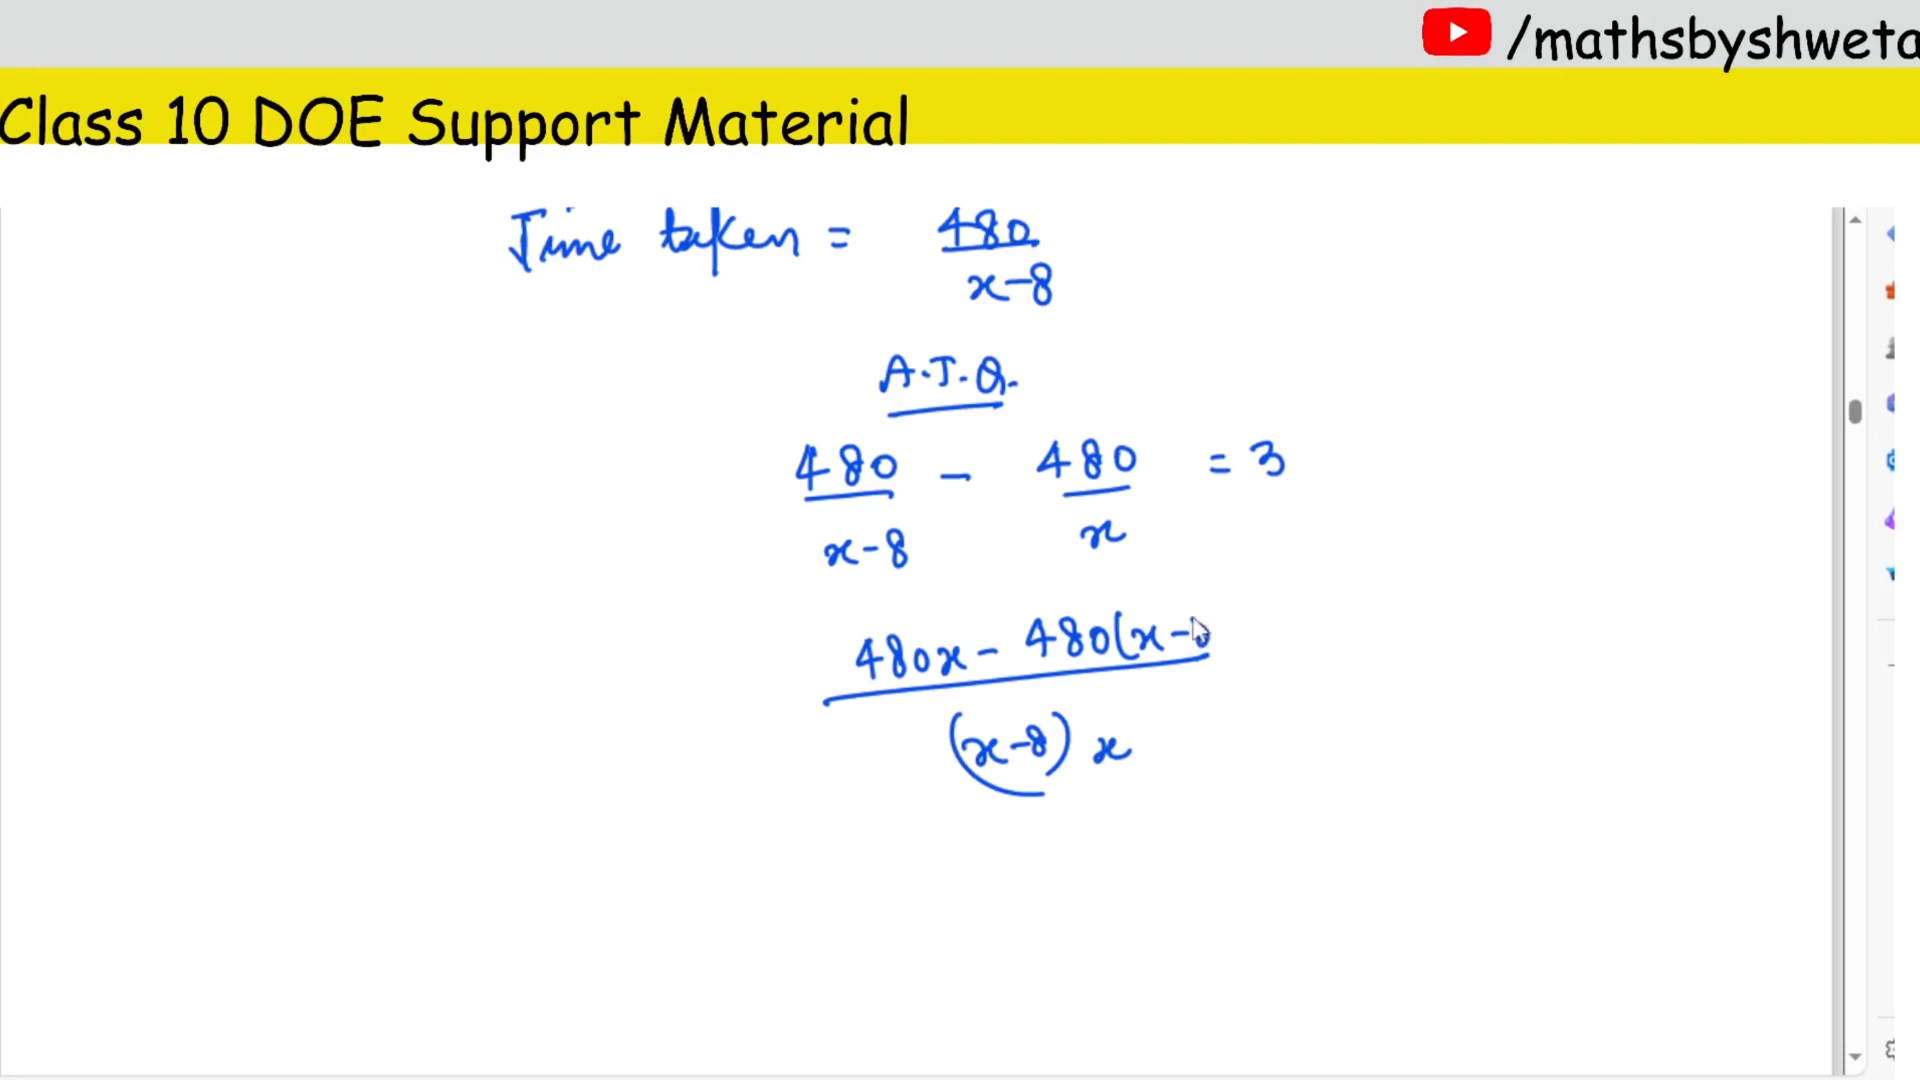 /mathsbyshweta
Class 10 DOE Support Material
Time taken = 480
x-8
A.T.Q.
480 - 480 = 3
x-8 x
480x - 480(x-
(x-8) x